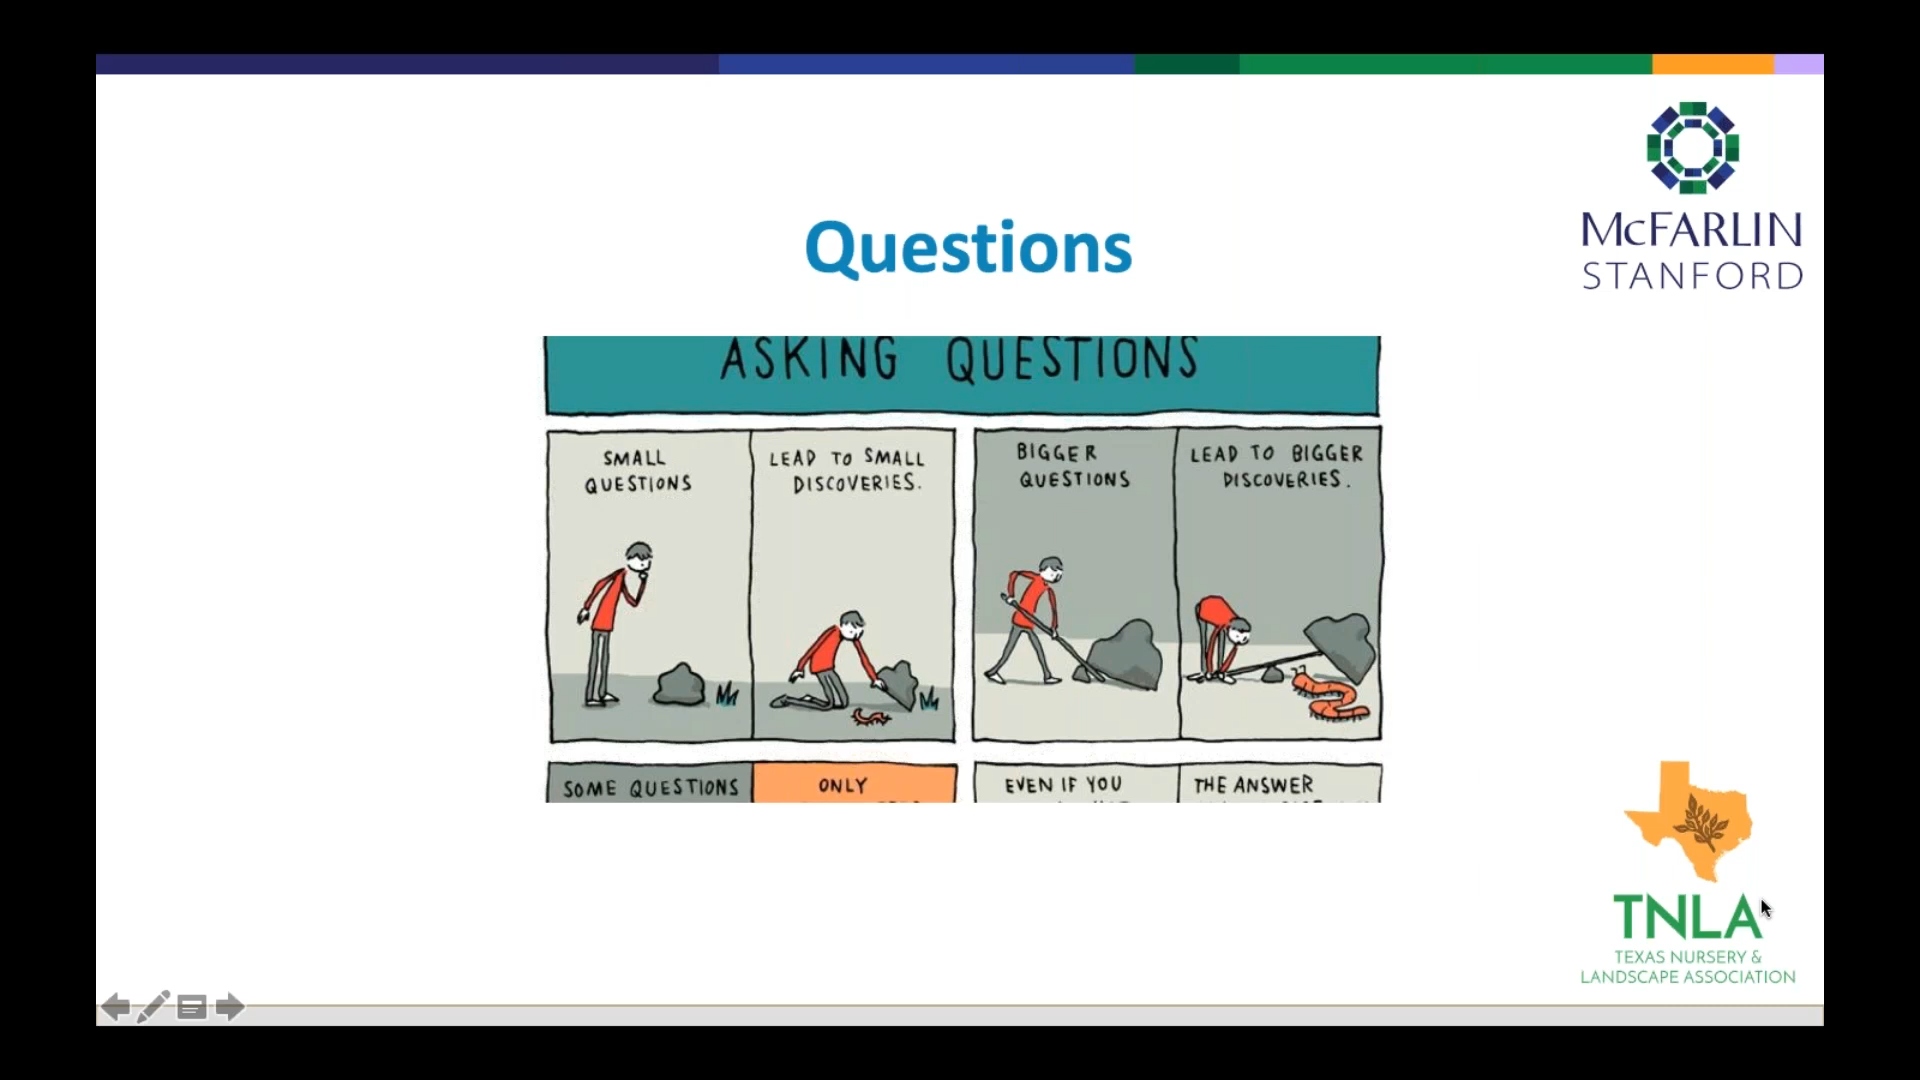 Questions
McFARLIN
STANFORD
ASKING QUESTIONS
SMALL
QUESTIONS
LEAD TO SMALL
DISCOVERIES.
BIGGER
QUESTIONS
LEAD TO BIGGER
DISCOVERIES.
SOME QUESTIONS
ONLY
EVEN IF YOU
THE ANSWER
TNLA
TEXAS NURSERY &
LANDSCAPE ASSOCIATION